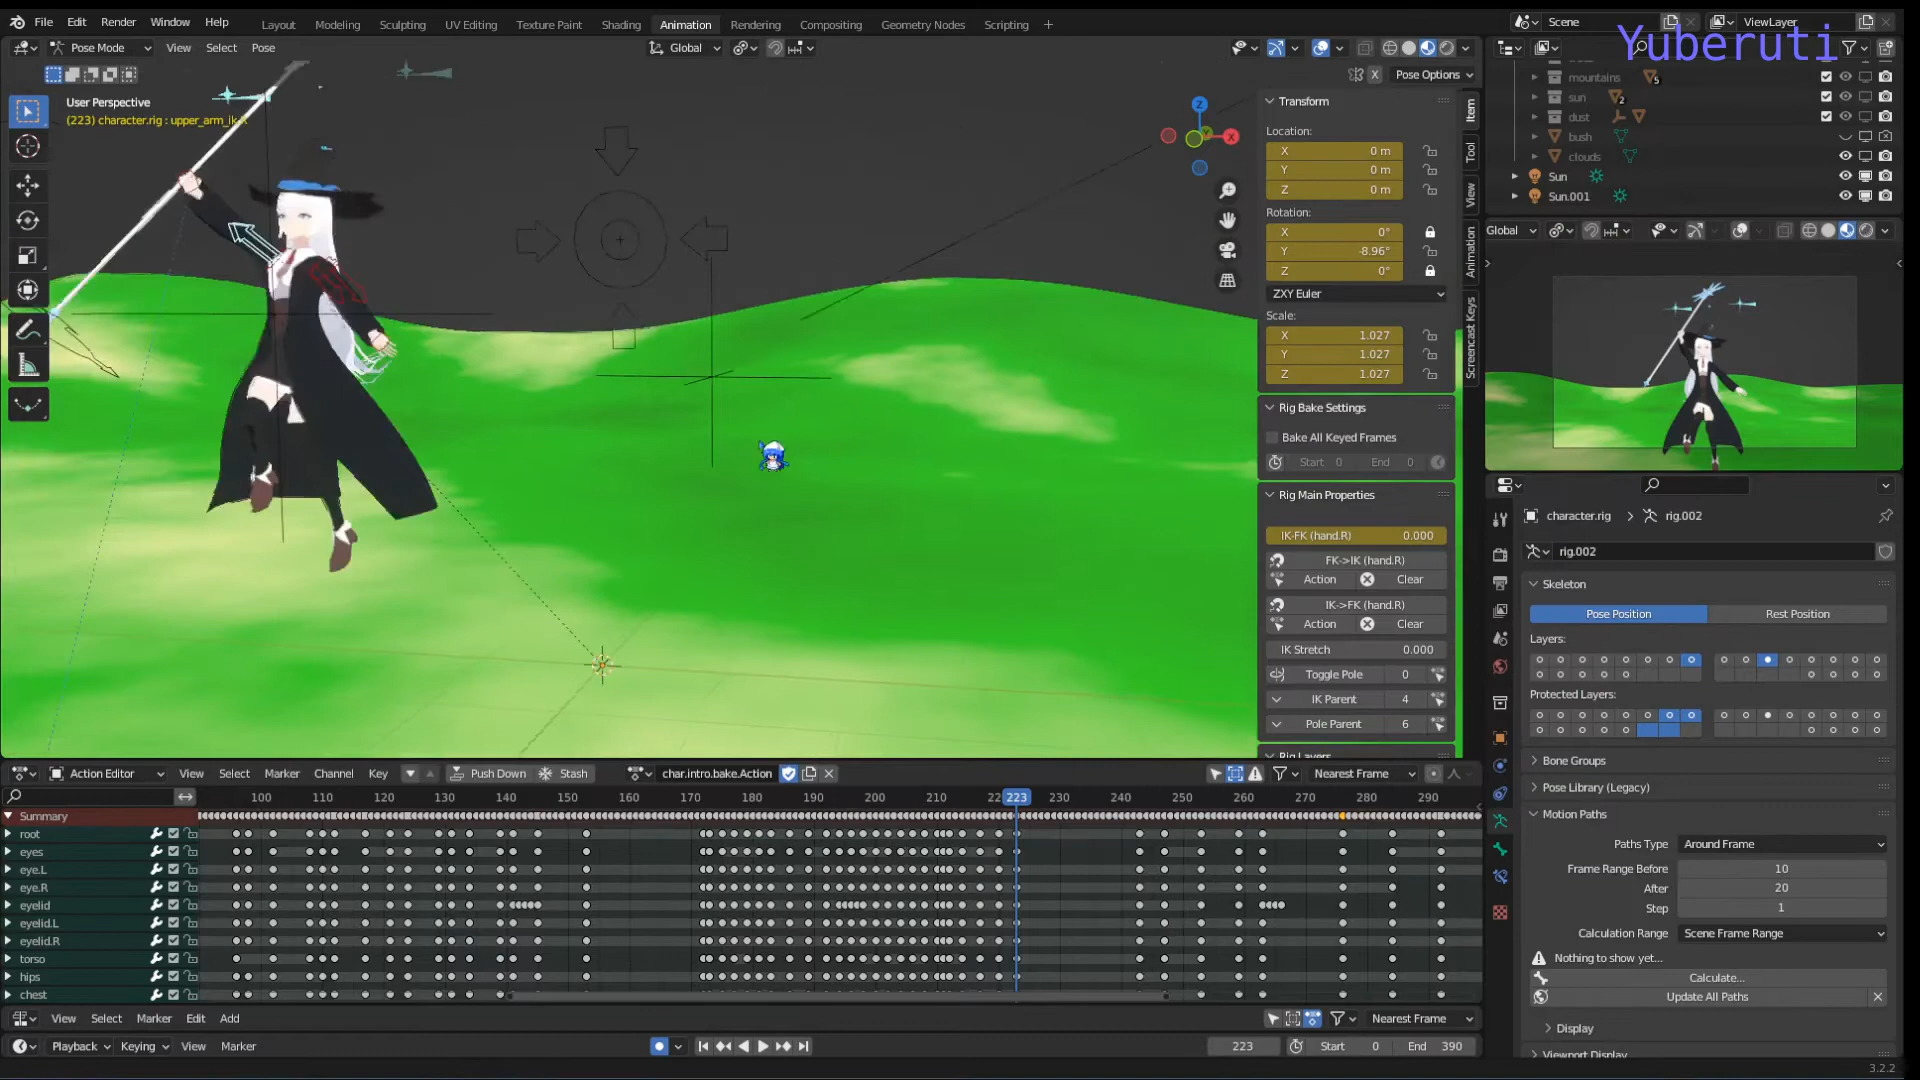 File Edit Render Window Help
Layout Modeling Sculpting UV Editing Texture Paint Shading Animation Rendering Compositing Geometry Nodes Scripting +
Scene ViewLayer
Yuberuti
Pose Mode View Select Pose
Global
X Pose Options
User Perspective
(223) character.rig : upper_arm_ik.R
Z
X
Transform
Location:
X 0 m
Y 0 m
Z 0 m
Rotation:
X 0°
Y -8.96°
Z 0°
ZXY Euler
Scale:
X 1.027
Y 1.027
Z 1.027
Rig Bake Settings
Bake All Keyed Frames
Start 0 End 0
Rig Main Properties
IK-FK (hand.R) 0.000
FK->IK (hand.R)
Action Clear
IK->FK (hand.R)
Action Clear
IK Stretch 0.000
Toggle Pole 0
IK Parent 4
Pole Parent 6
Rig Layers
Item
Tool
View
Animation
Screencast Keys
mountains 5
sun 2
dust
bush
clouds
Sun
Sun.001
Global
character.rig rig.002
rig.002
Skeleton
Pose Position Rest Position
Layers:
Protected Layers:
Bone Groups
Pose Library (Legacy)
Motion Paths
Paths Type Around Frame
Frame Range Before 10
After 20
Step 1
Calculation Range Scene Frame Range
Nothing to show yet...
Calculate...
Update All Paths
Display
Viewport Display
Action Editor View Select Marker Channel Key Push Down Stash char.intro.bake.Action Nearest Frame
100 110 120 130 140 150 160 170 180 190 200 210 22 223 230 240 250 260 270 280 290
Summary
root
eyes
eye.L
eye.R
eyelid
eyelid.L
eyelid.R
torso
hips
chest
View Select Marker Edit Add Nearest Frame
Playback Keying View Marker 223 Start 0 End 390
3.2.2